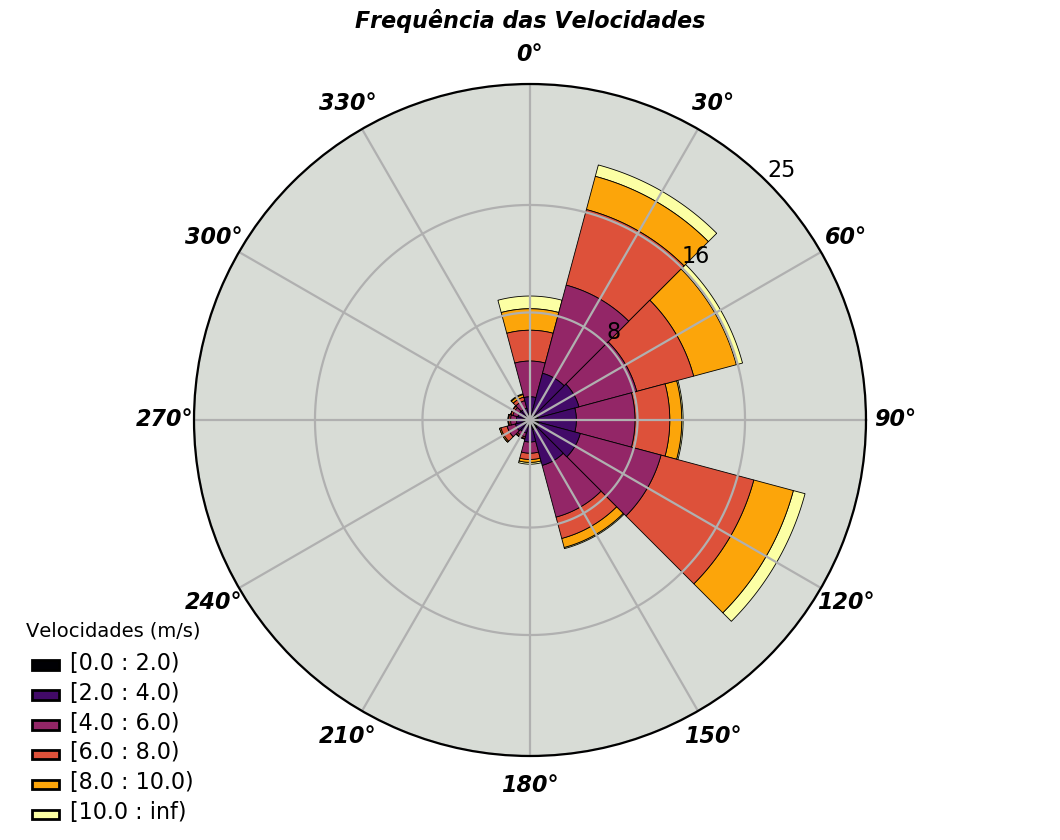 Frequência das Velocidades
0°
330°
30°
25
300°
60°
16
8
270°
90°
240°
120°
210°
150°
180°
Velocidades (m/s)
[0.0 : 2.0)
[2.0 : 4.0)
[4.0 : 6.0)
[6.0 : 8.0)
[8.0 : 10.0)
[10.0 : inf)